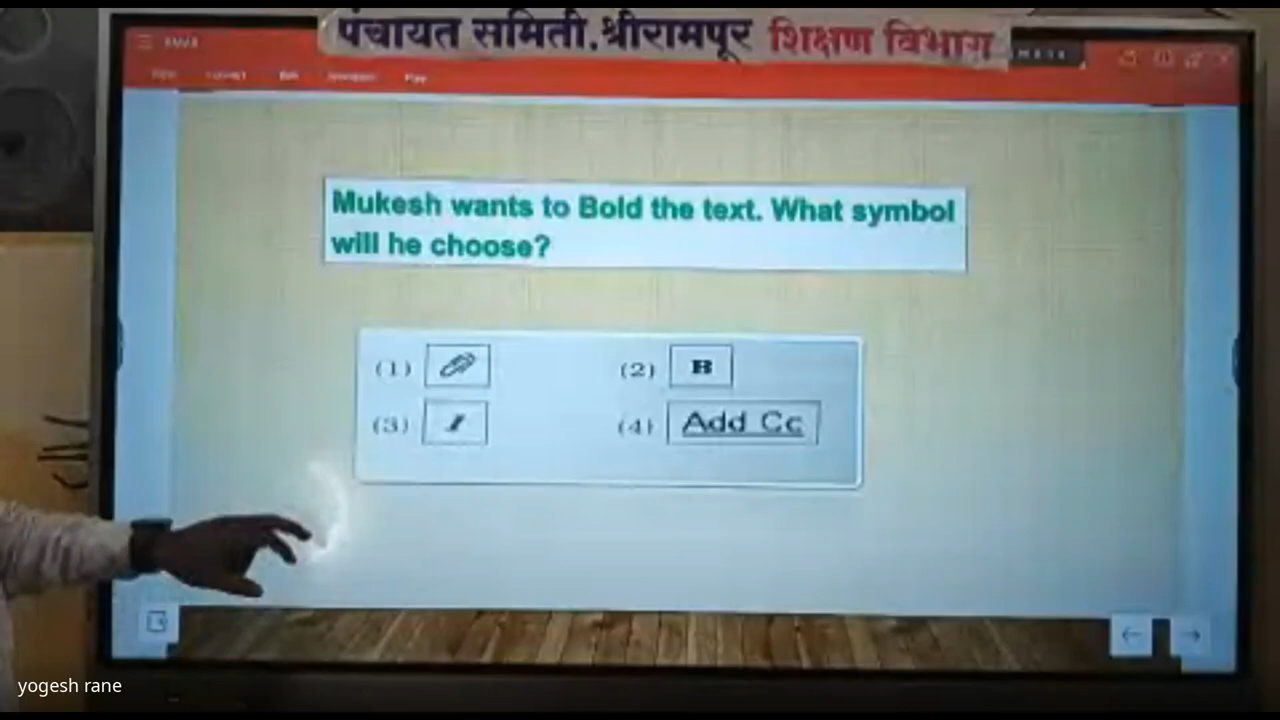 पंचायत समिती.श्रीरामपूर शिक्षण विभाग
Mukesh wants to Bold the text. What symbol
will he choose?
(1) (2) B
(3) I (4) Add Cc
yogesh rane